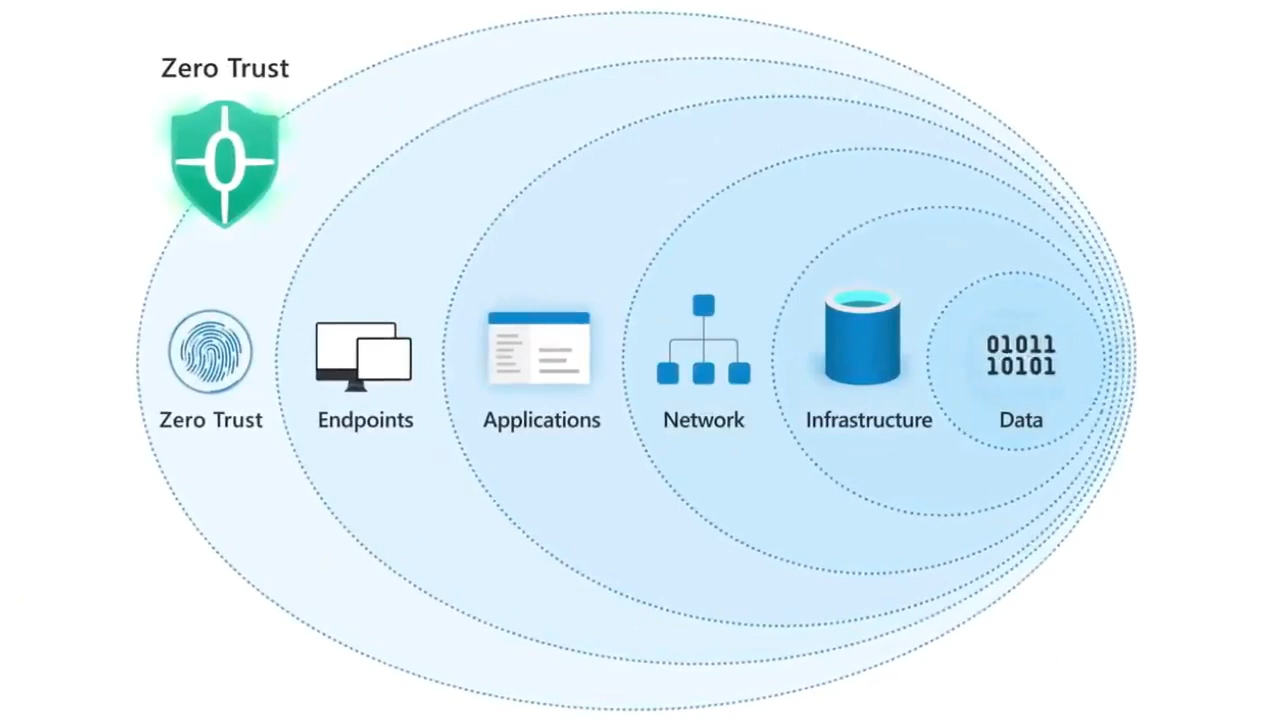 Zero Trust
Zero Trust
Endpoints
Applications
Network
Infrastructure
01011
10101
Data